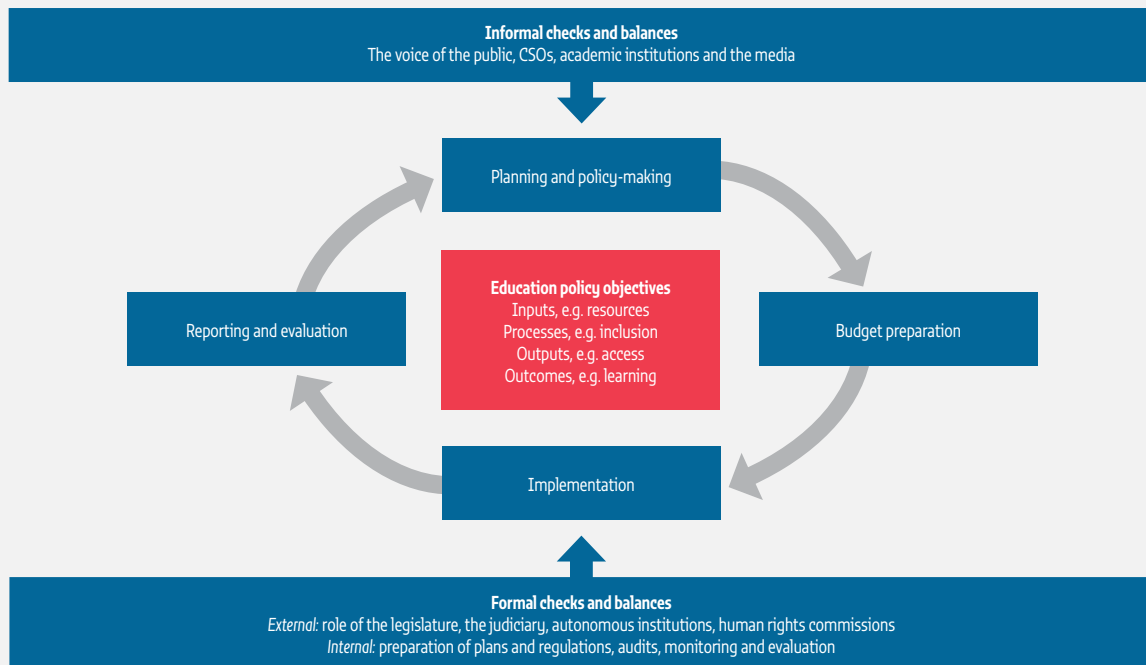 Informal checks and balances
The voice of the public, CSOs, academic institutions and the media
Planning and policy-making
Education policy objectives
Inputs, e.g. resources
Processes, e.g. inclusion
Outputs, e.g. access
Outcomes, e.g. learning
Reporting and evaluation
Budget preparation
Implementation
Formal checks and balances
External: role of the legislature, the judiciary, autonomous institutions, human rights commissions
Internal: preparation of plans and regulations, audits, monitoring and evaluation